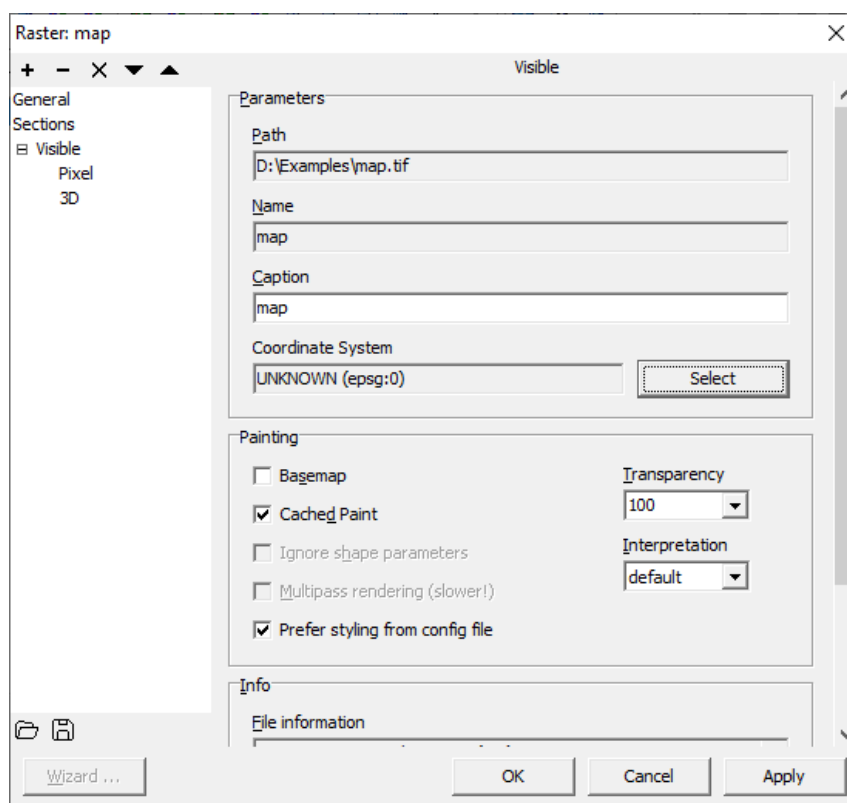 Raster: map
Visible
General
Sections
Visible
Pixel
3D
Parameters
Path
D:\Examples\map.tif
Name
map
Caption
map
Coordinate System
UNKNOWN (epsg:0)
Select
Painting
Basemap
Transparency
Cached Paint
100
Ignore shape parameters
Interpretation
Multipass rendering (slower!)
default
Prefer styling from config file
Info
File information
Wizard ...
OK
Cancel
Apply